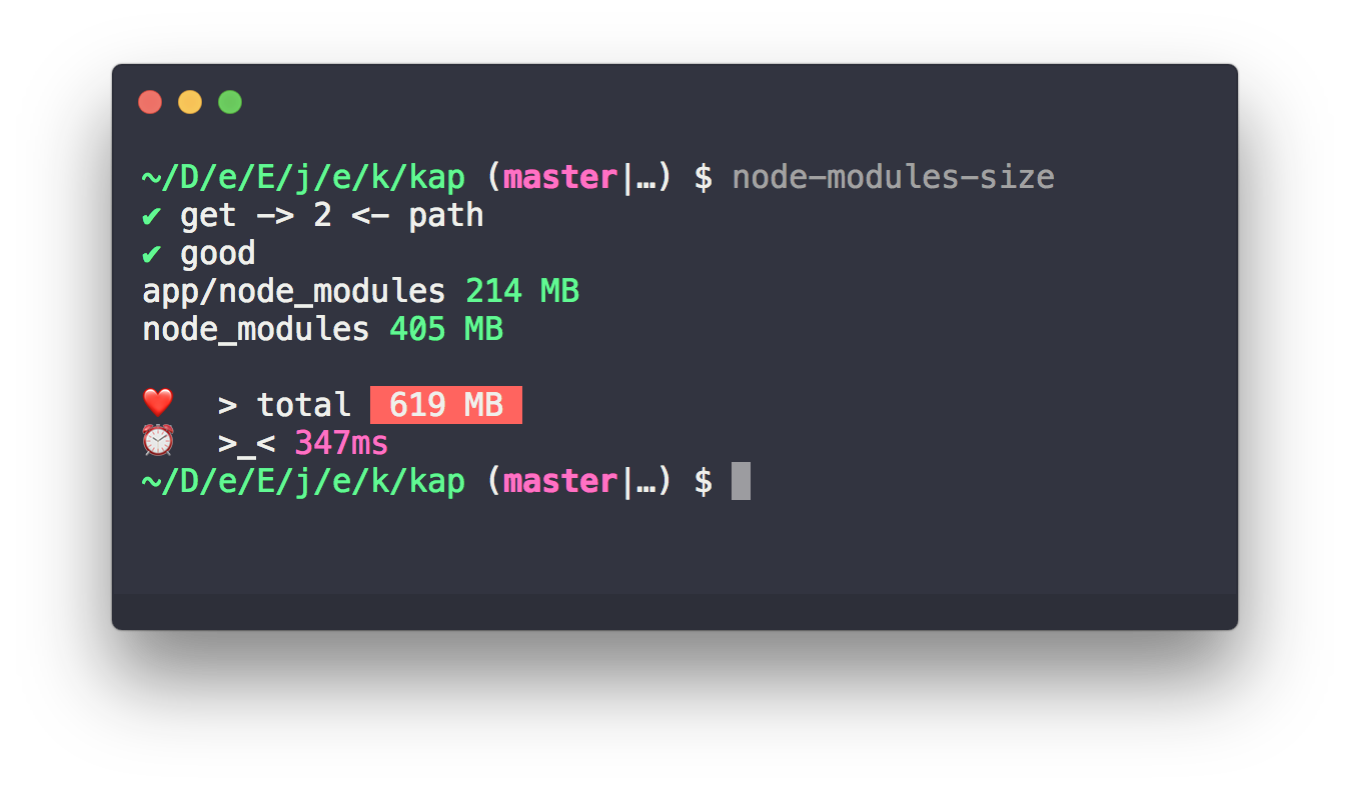 ~/D/e/E/j/e/k/kap (master|…) $ node-modules-size
✔ get -> 2 <- path
✔ good
app/node_modules 214 MB
node_modules 405 MB
❤️  > total  619 MB
⏰  >_< 347ms
~/D/e/E/j/e/k/kap (master|…) $